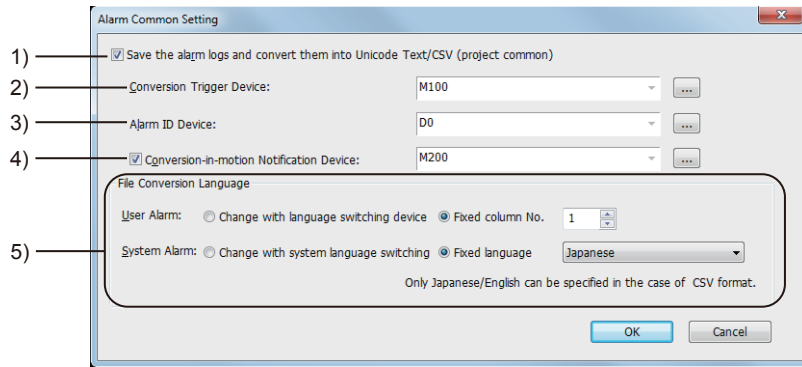 Alarm Common Setting
1) Save the alarm logs and convert them into Unicode Text/CSV (project common)
2) Conversion Trigger Device: M100 ...
3) Alarm ID Device: D0 ...
4) Conversion-in-motion Notification Device: M200 ...
File Conversion Language
User Alarm: Change with language switching device Fixed column No. 1
5) System Alarm: Change with system language switching Fixed language Japanese
Only Japanese/English can be specified in the case of CSV format.
OK Cancel